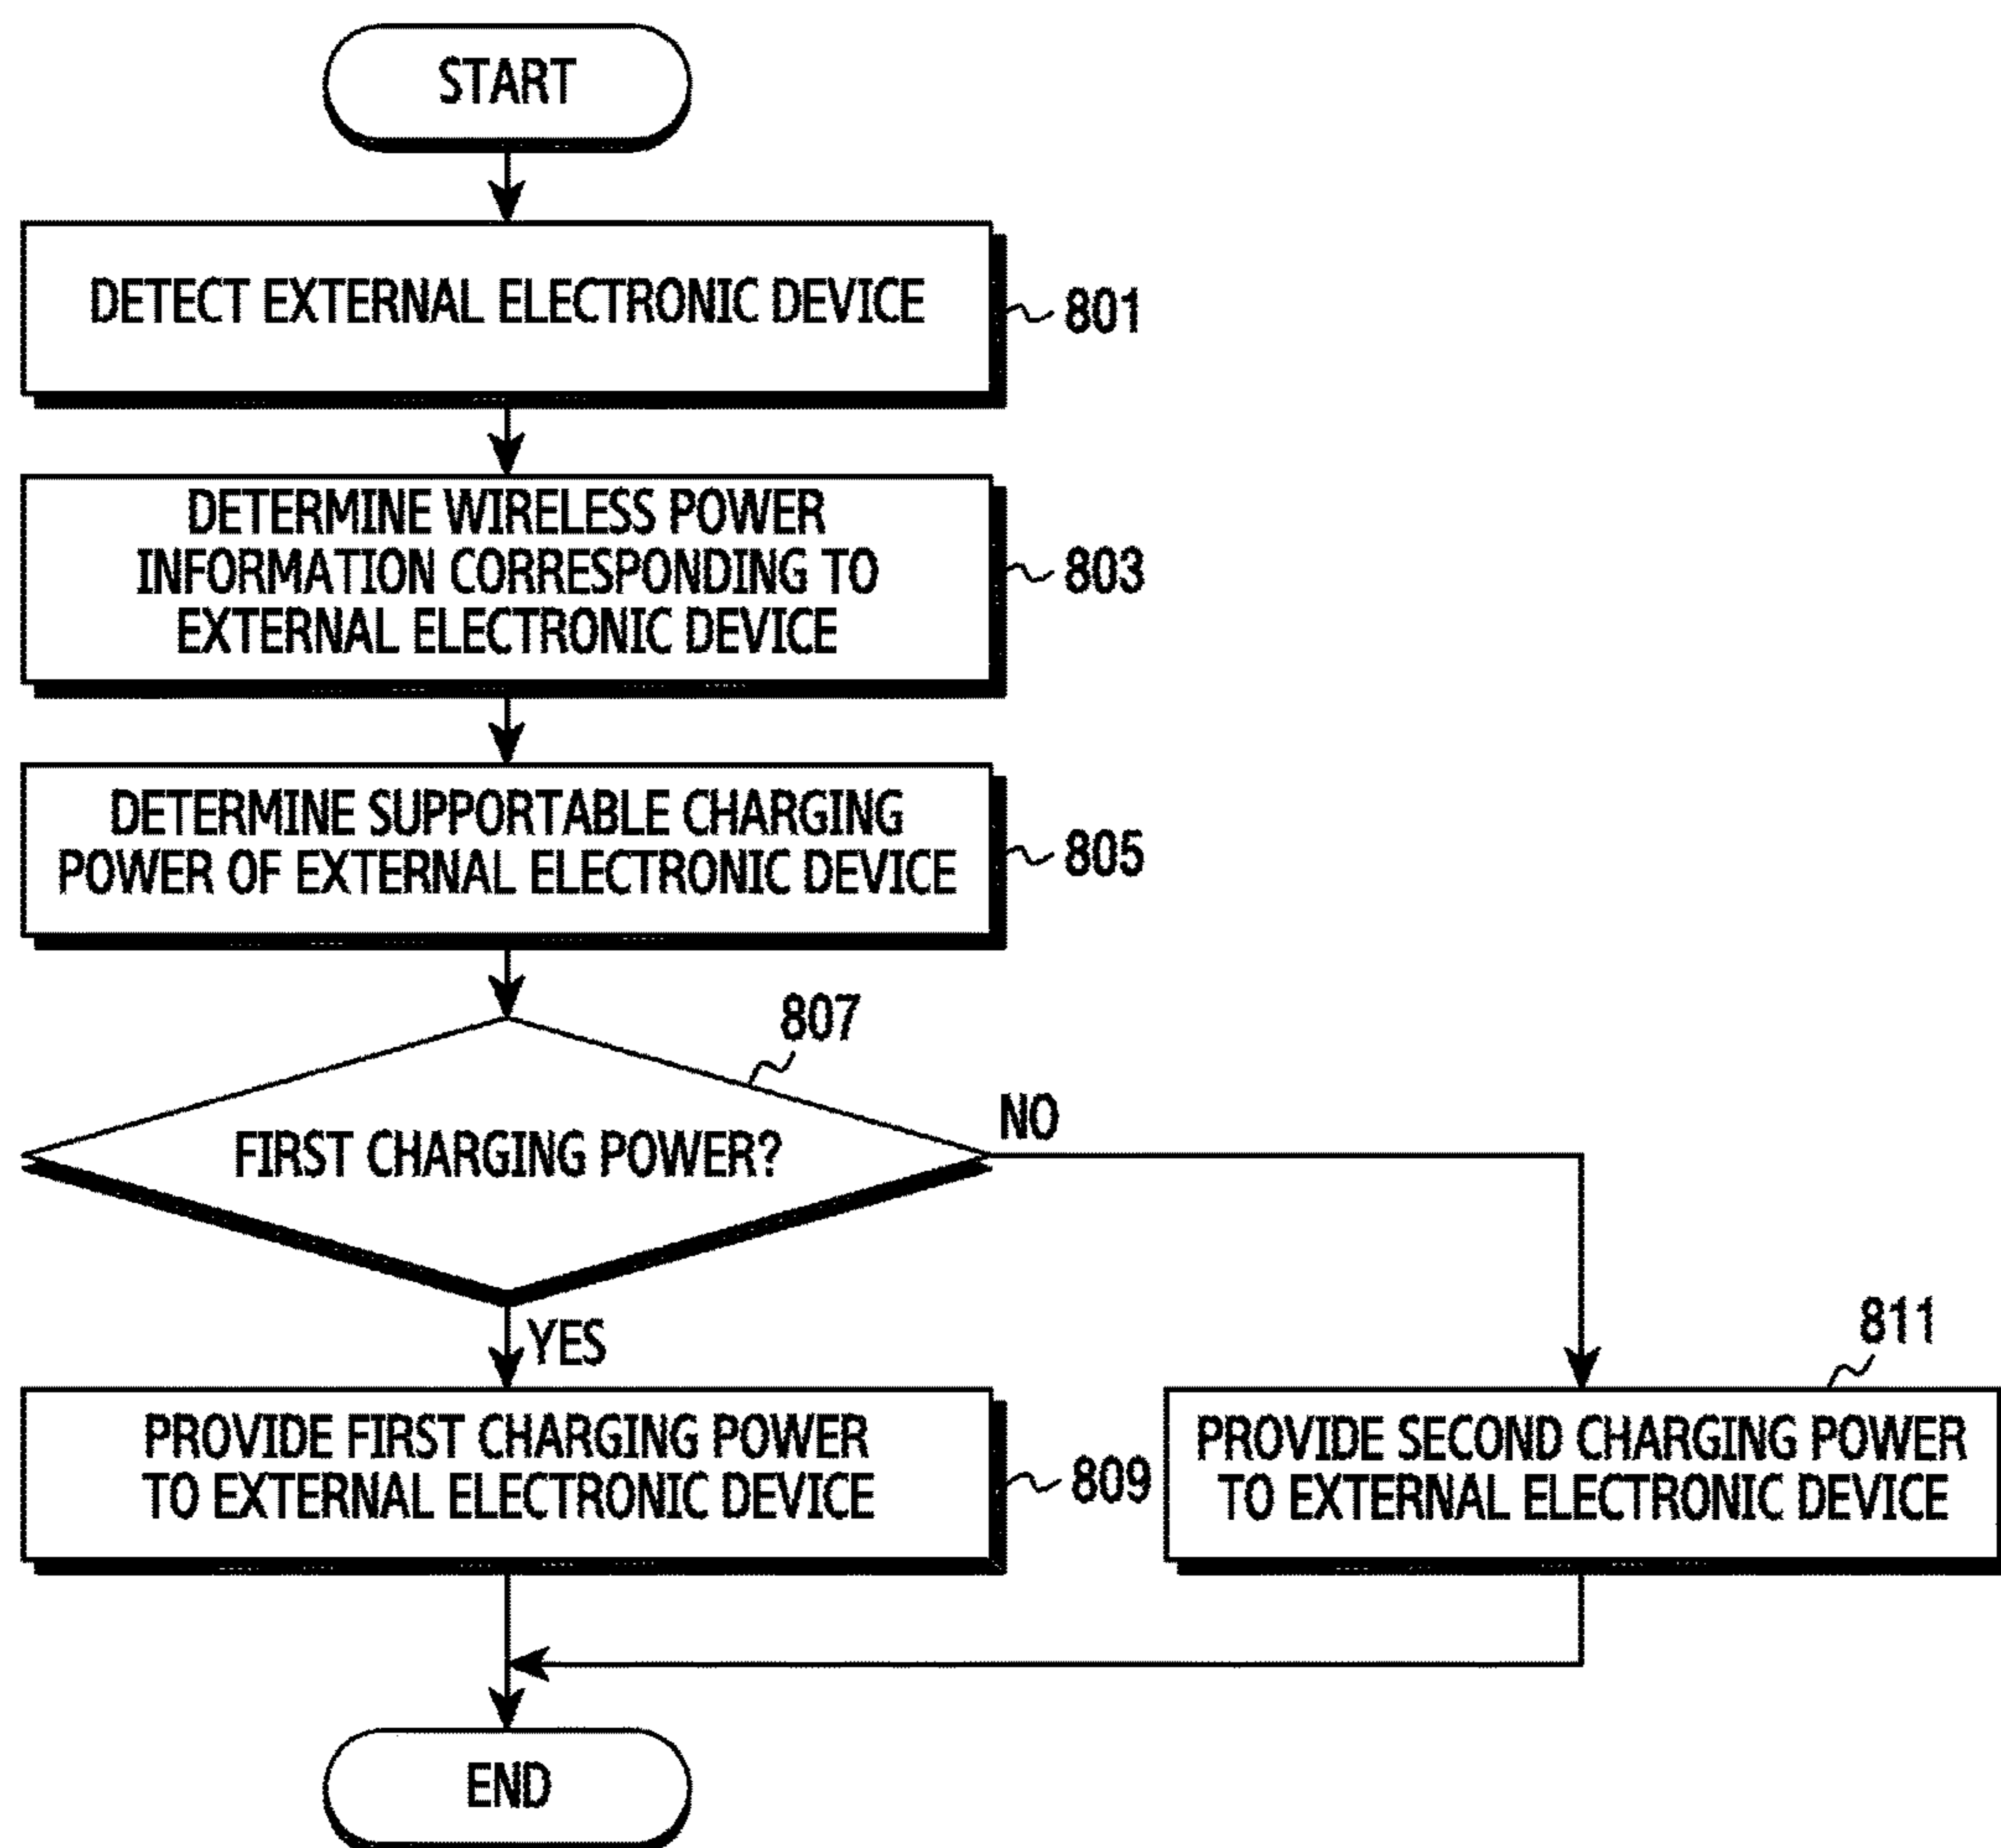 START
DETECT EXTERNAL ELECTRONIC DEVICE
801
DETERMINE WIRELESS POWER
INFORMATION CORRESPONDING TO
EXTERNAL ELECTRONIC DEVICE
803
DETERMINE SUPPORTABLE CHARGING
POWER OF EXTERNAL ELECTRONIC DEVICE
805
807
FIRST CHARGING POWER?
NO
YES
PROVIDE FIRST CHARGING POWER
TO EXTERNAL ELECTRONIC DEVICE
809
811
PROVIDE SECOND CHARGING POWER
TO EXTERNAL ELECTRONIC DEVICE
END